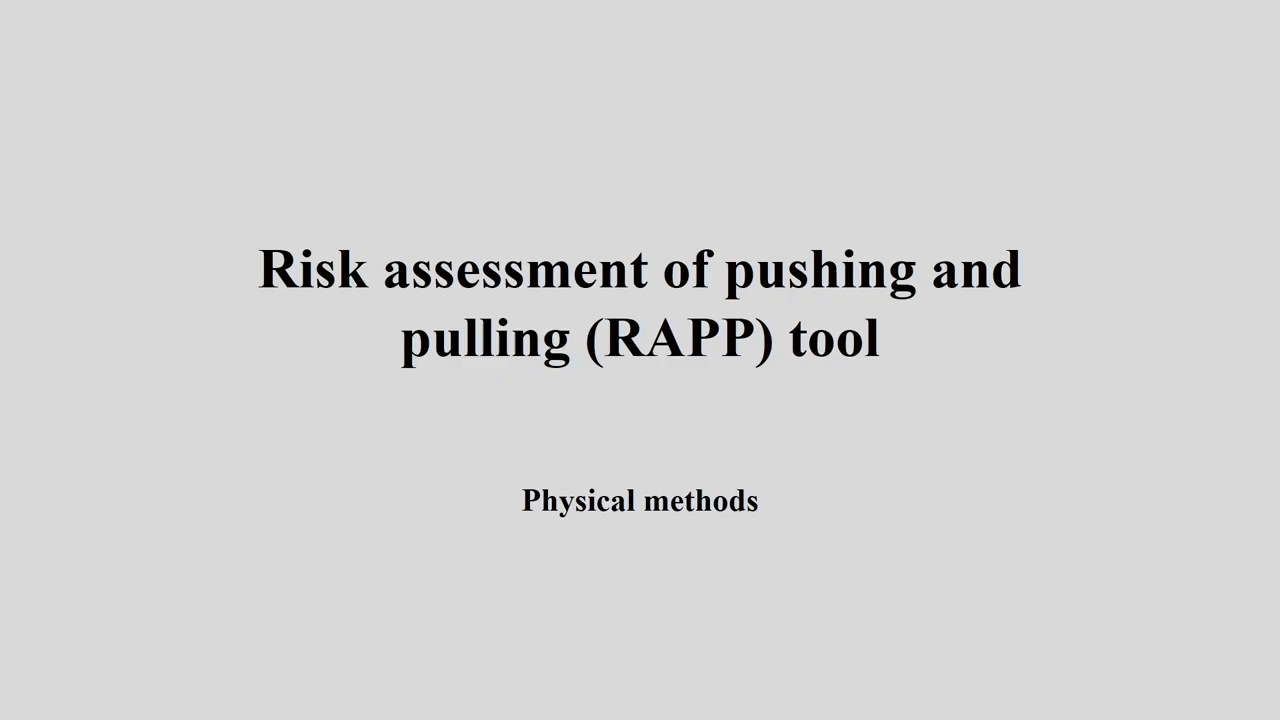 Risk assessment of pushing and
pulling (RAPP) tool
Physical methods